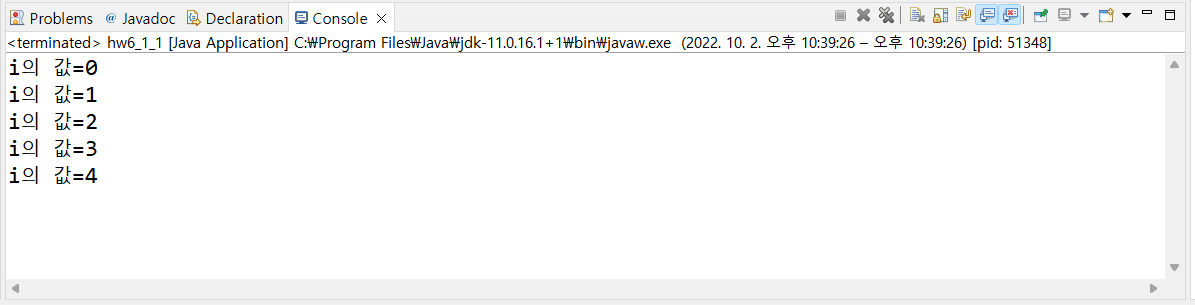 Problems @ Javadoc Declaration Console
<terminated> hw6_1_1 [Java Application] C:₩Program Files₩Java₩jdk-11.0.16.1+1₩bin₩javaw.exe (2022. 10. 2. 오후 10:39:26 – 오후 10:39:26) [pid: 51348]
i의 값=0
i의 값=1
i의 값=2
i의 값=3
i의 값=4